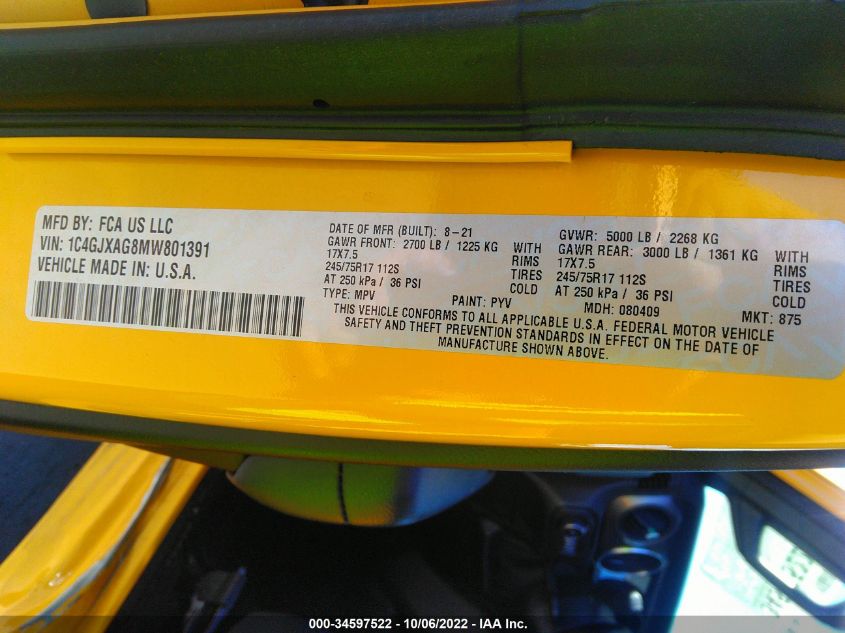 MFD BY: FCA US LLC
VIN: 1C4GJXAG8MW801391
VEHICLE MADE IN: U.S.A.
DATE OF MFR (BUILT): 8-21
GAWR FRONT: 2700 LB / 1225 KG WITH
17X7.5 RIMS
245/75R17 112S TIRES
AT 250 kPa / 36 PSI COLD
TYPE: MPV PAINT: PYV
GVWR: 5000 LB / 2268 KG
GAWR REAR: 3000 LB / 1361 KG WITH
17X7.5 RIMS
245/75R17 112S TIRES
AT 250 kPa / 36 PSI COLD
MDH: 080409 MKT: 875
THIS VEHICLE CONFORMS TO ALL APPLICABLE U.S.A. FEDERAL MOTOR VEHICLE
SAFETY AND THEFT PREVENTION STANDARDS IN EFFECT ON THE DATE OF
MANUFACTURE SHOWN ABOVE.
000-34597522 - 10/06/2022 - IAA Inc.